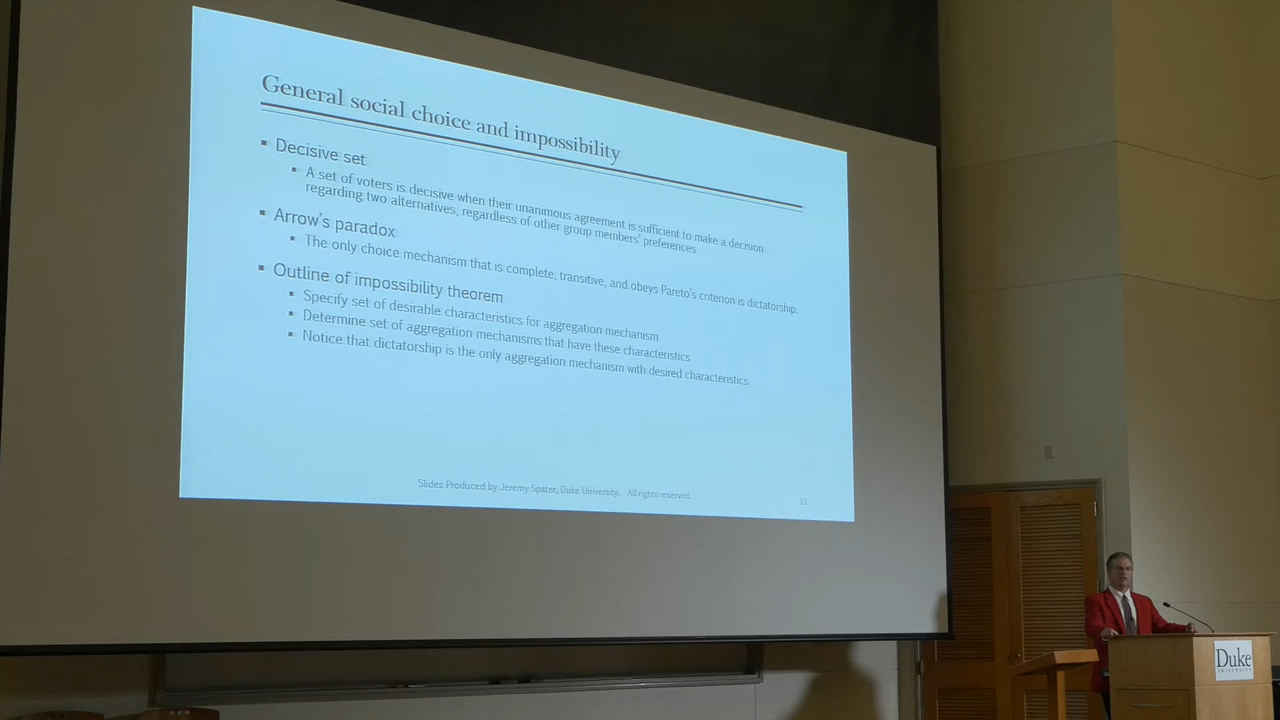 General social choice and impossibility
Decisive set
A set of voters is decisive when their unanimous agreement is sufficient to make a decision
regarding two alternatives, regardless of other group members' preferences
Arrow's paradox
The only choice mechanism that is complete, transitive, and obeys Pareto's criterion is dictatorship.
Outline of impossibility theorem
Specify set of desirable characteristics for aggregation mechanism
Determine set of aggregation mechanisms that have these characteristics
Notice that dictatorship is the only aggregation mechanism with desired characteristics
Slides Produced by Jeremy Spater, Duke University. All rights reserved.
13
Duke
UNIVERSITY